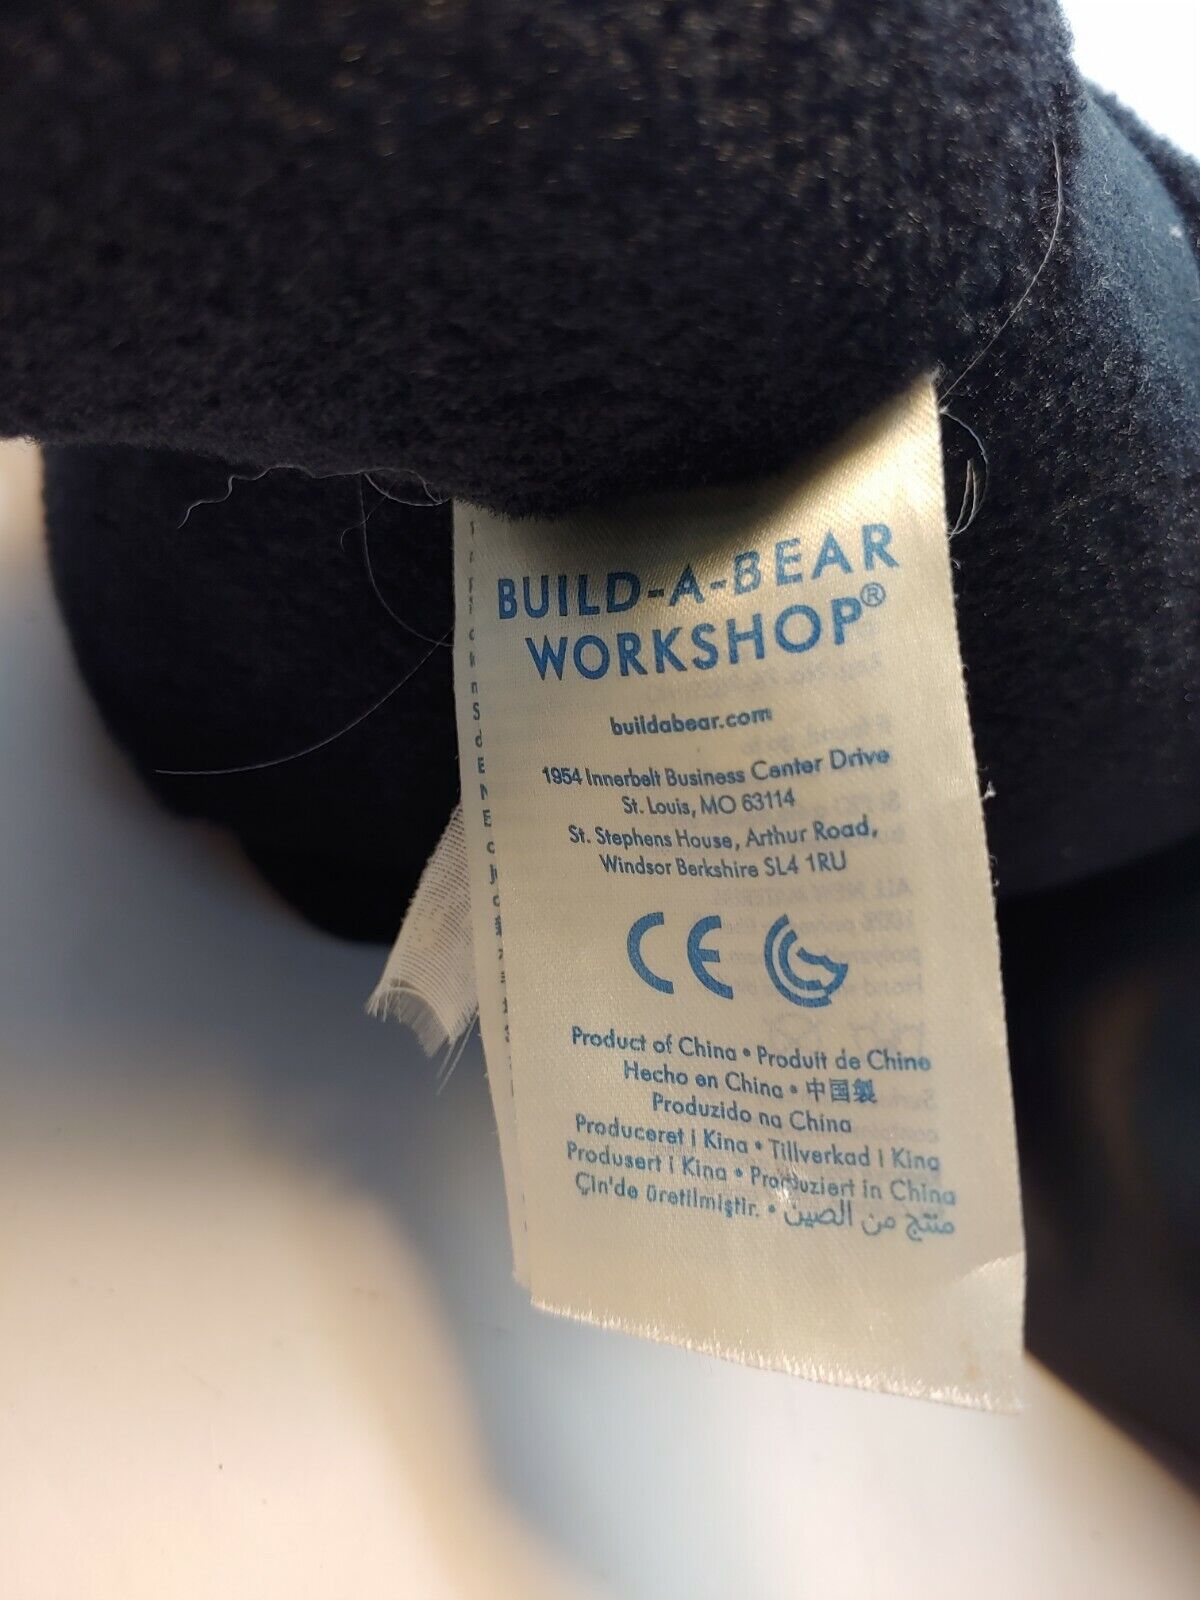 BUILD-A-BEAR
WORKSHOP®
buildabear.com
1954 Innerbelt Business Center Drive
St. Louis, MO 63114
St. Stephens House, Arthur Road,
Windsor Berkshire SL4 1RU
CE
Product of China • Produit de Chine
Hecho en China • 中国製
Produzido na China
Produceret i Kina • Tillverkad i Kina
Produsert i Kina • Produziert in China
Çin'de üretilmiştir. • منتج من الصين